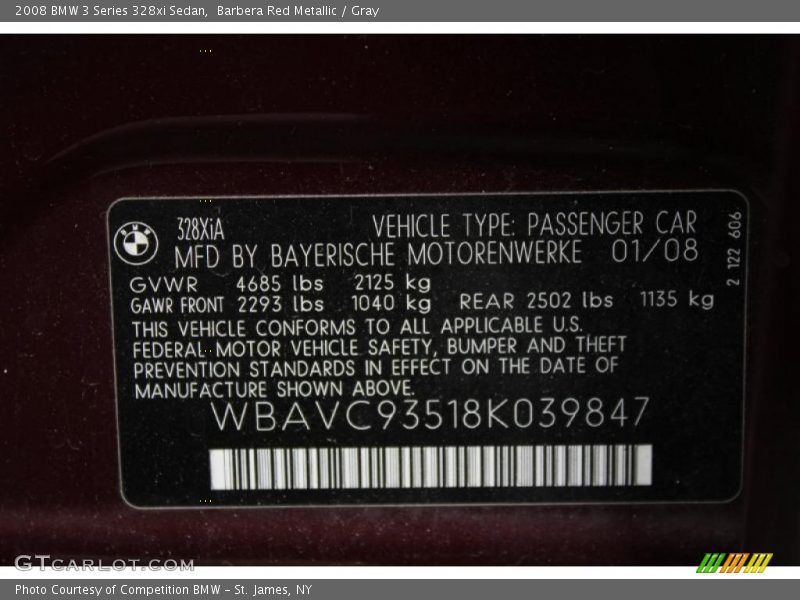 2008 BMW 3 Series 328xi Sedan,  Barbera Red Metallic / Gray
BMW
328XiA
VEHICLE TYPE: PASSENGER CAR
MFD BY BAYERISCHE MOTORENWERKE 01/08
GVWR 4685 lbs 2125 kg
GAWR FRONT 2293 lbs 1040 kg REAR 2502 lbs 1135 kg
THIS VEHICLE CONFORMS TO ALL APPLICABLE U.S.
FEDERAL MOTOR VEHICLE SAFETY, BUMPER AND THEFT
PREVENTION STANDARDS IN EFFECT ON THE DATE OF
MANUFACTURE SHOWN ABOVE.
WBAVC93518K039847
2 122 606
GTCARLOT.COM
Photo Courtesy of Competition BMW - St. James, NY